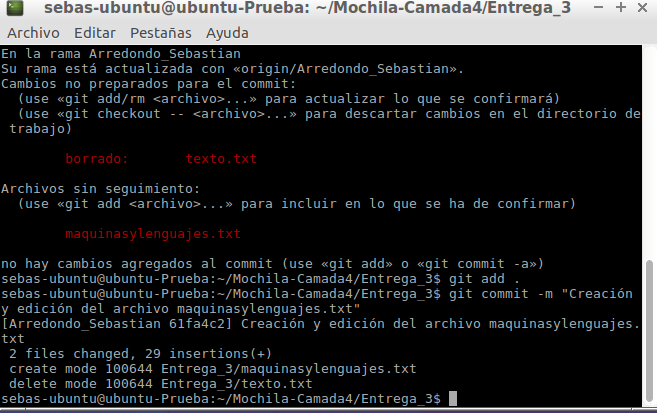 sebas-ubuntu@ubuntu-Prueba: ~/Mochila-Camada4/Entrega_3
Archivo Editar Pestañas Ayuda
En la rama Arredondo_Sebastian
Su rama está actualizada con «origin/Arredondo_Sebastian».
Cambios no preparados para el commit:
  (use «git add/rm <archivo>...» para actualizar lo que se confirmará)
  (use «git checkout -- <archivo>...» para descartar cambios en el directorio de
 trabajo)
        borrado:       texto.txt
Archivos sin seguimiento:
  (use «git add <archivo>...» para incluir en lo que se ha de confirmar)
        maquinasylenguajes.txt
no hay cambios agregados al commit (use «git add» o «git commit -a»)
sebas-ubuntu@ubuntu-Prueba:~/Mochila-Camada4/Entrega_3$ git add .
sebas-ubuntu@ubuntu-Prueba:~/Mochila-Camada4/Entrega_3$ git commit -m "Creación
y edición del archivo maquinasylenguajes.txt"
[Arredondo_Sebastian 61fa4c2] Creación y edición del archivo maquinasylenguajes.
txt
 2 files changed, 29 insertions(+)
 create mode 100644 Entrega_3/maquinasylenguajes.txt
 delete mode 100644 Entrega_3/texto.txt
sebas-ubuntu@ubuntu-Prueba:~/Mochila-Camada4/Entrega_3$